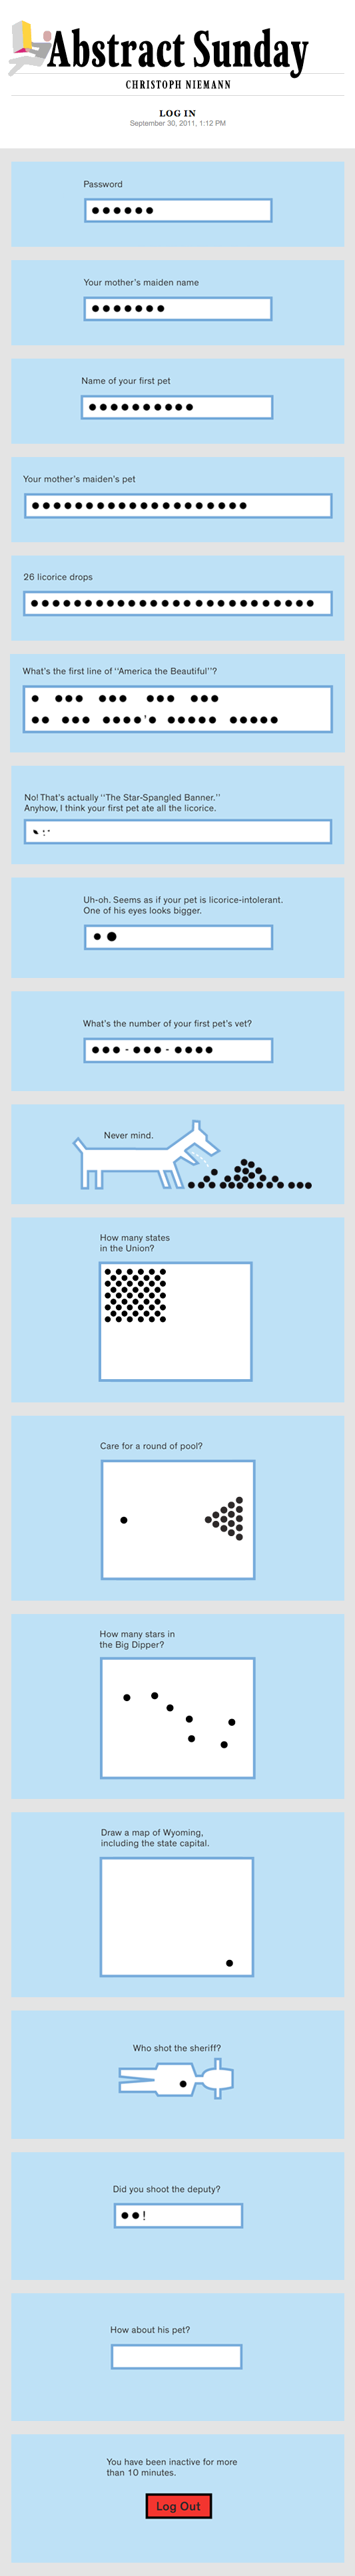 Abstract Sunday
CHRISTOPH NIEMANN
LOG IN
September 30, 2011, 1:12 PM
Password
Your mother's maiden name
Name of your first pet
Your mother's maiden's pet
26 licorice drops
What's the first line of "America the Beautiful"?
No! That's actually "The Star-Spangled Banner."
Anyhow, I think your first pet ate all the licorice.
Uh-oh. Seems as if your pet is licorice-intolerant.
One of his eyes looks bigger.
What's the number of your first pet's vet?
Never mind.
How many states
in the Union?
Care for a round of pool?
How many stars in
the Big Dipper?
Draw a map of Wyoming,
including the state capital.
Who shot the sheriff?
Did you shoot the deputy?
●●!
How about his pet?
You have been inactive for more
than 10 minutes.
Log Out